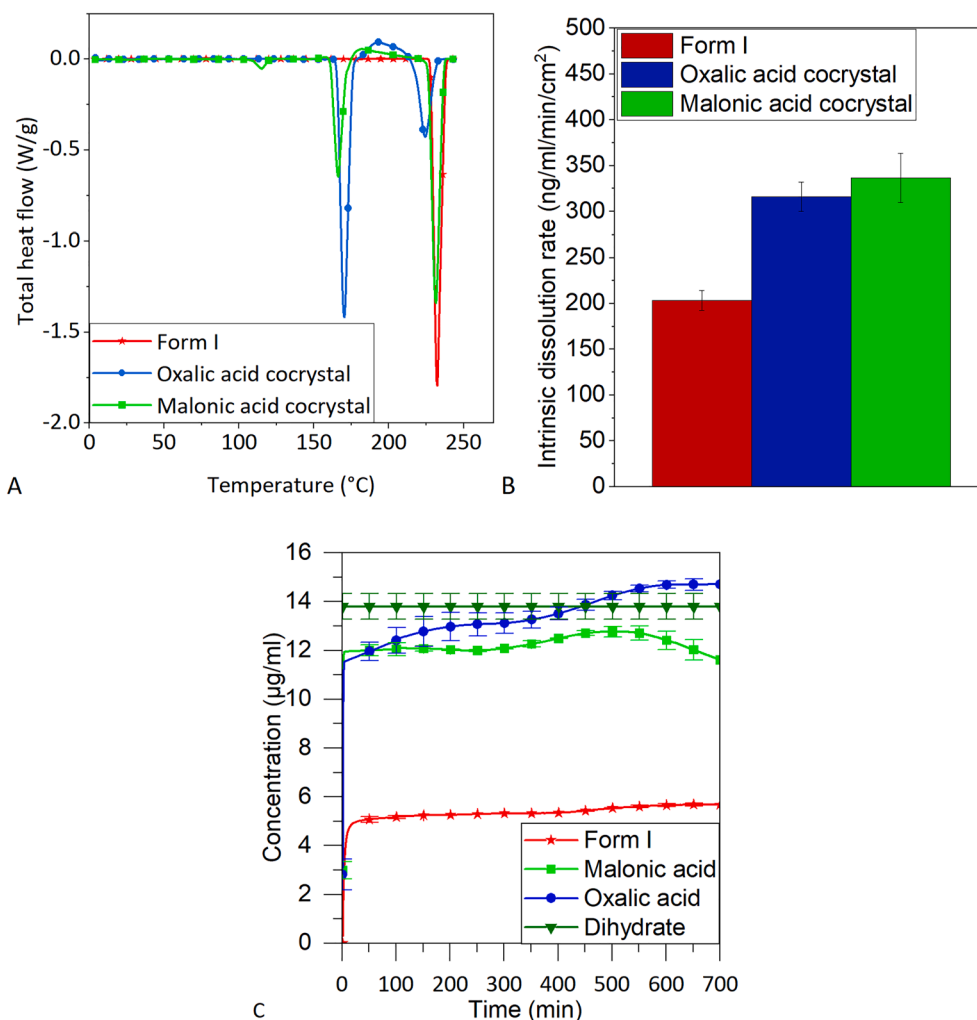 A
0.0
-0.5
-1.0
-1.5
-2.0
Total heat flow (W/g)
Form I
Oxalic acid cocrystal
Malonic acid cocrystal
0 50 100 150 200 250
Temperature (°C)
B
500
450
400
350
300
250
200
150
100
50
0
Intrinsic dissolution rate (ng/ml/min/cm²)
Form I
Oxalic acid cocrystal
Malonic acid cocrystal
16
14
12
10
8
6
4
2
0
Concentration (µg/ml)
Form I
Malonic acid
Oxalic acid
Dihydrate
0 50 100 200 300 400 500 600 700
Time (min)
C